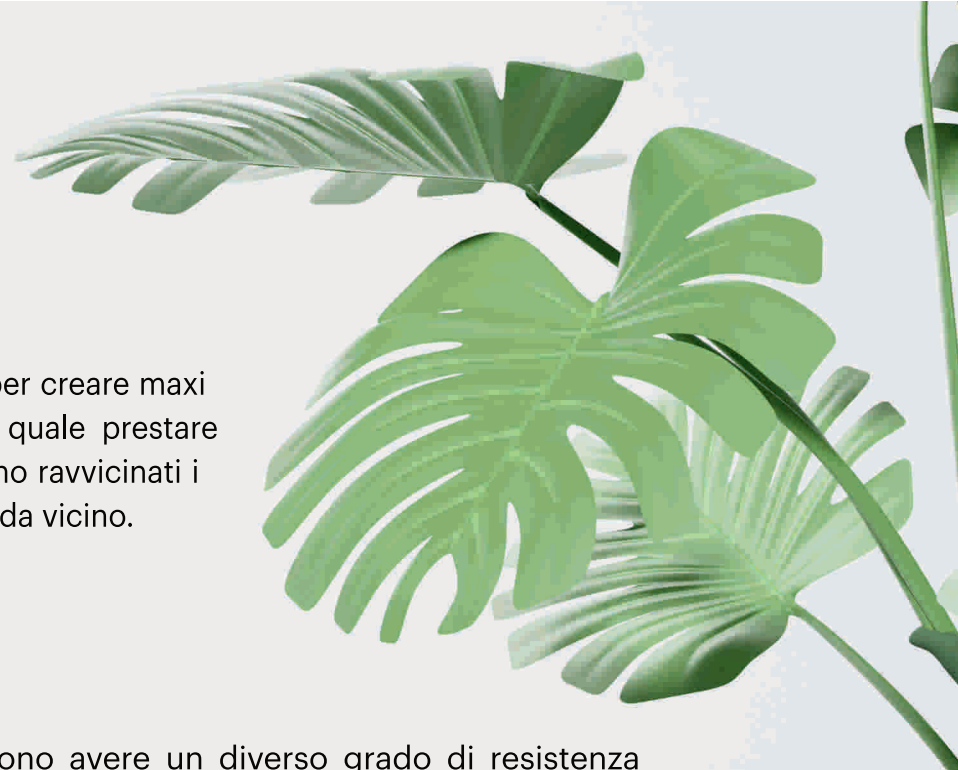 per creare maxi
quale prestare
no ravvicinati i
da vicino.
ono avere un diverso grado di resistenza